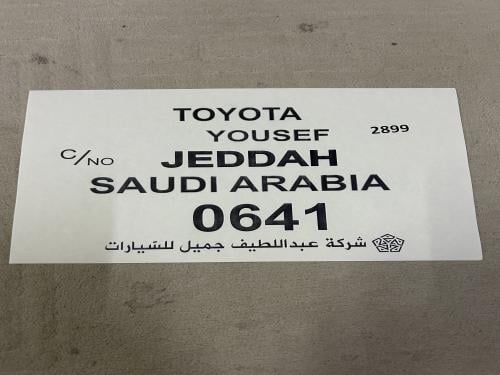 TOYOTA
YOUSEF 2899
C/NO JEDDAH
SAUDI ARABIA
0641
شركة عبداللطيف جميل للسيارات